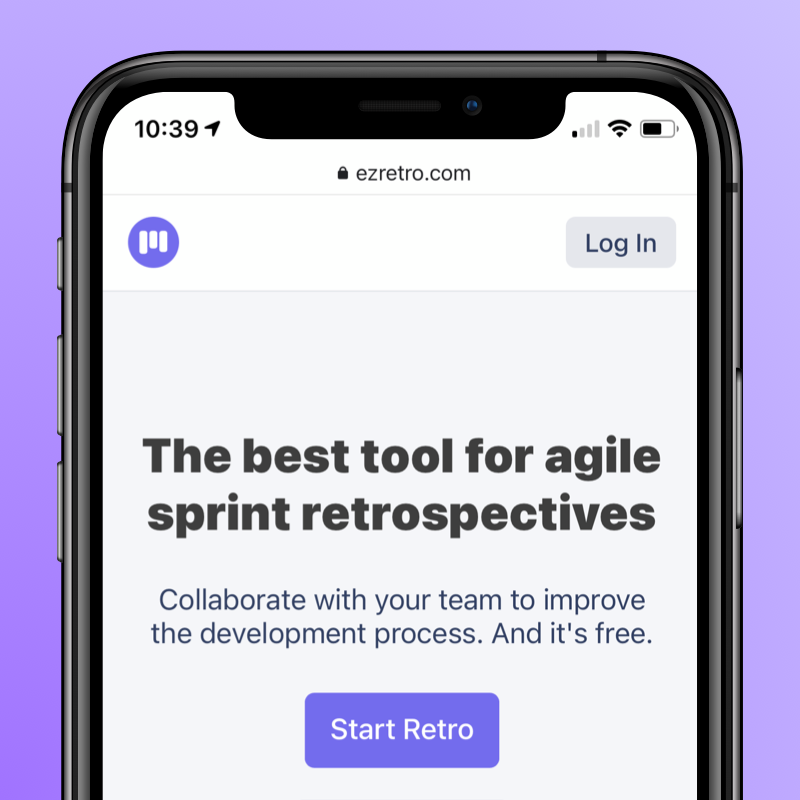 10:39
ezretro.com
Log In
The best tool for agile
sprint retrospectives
Collaborate with your team to improve
the development process. And it's free.
Start Retro